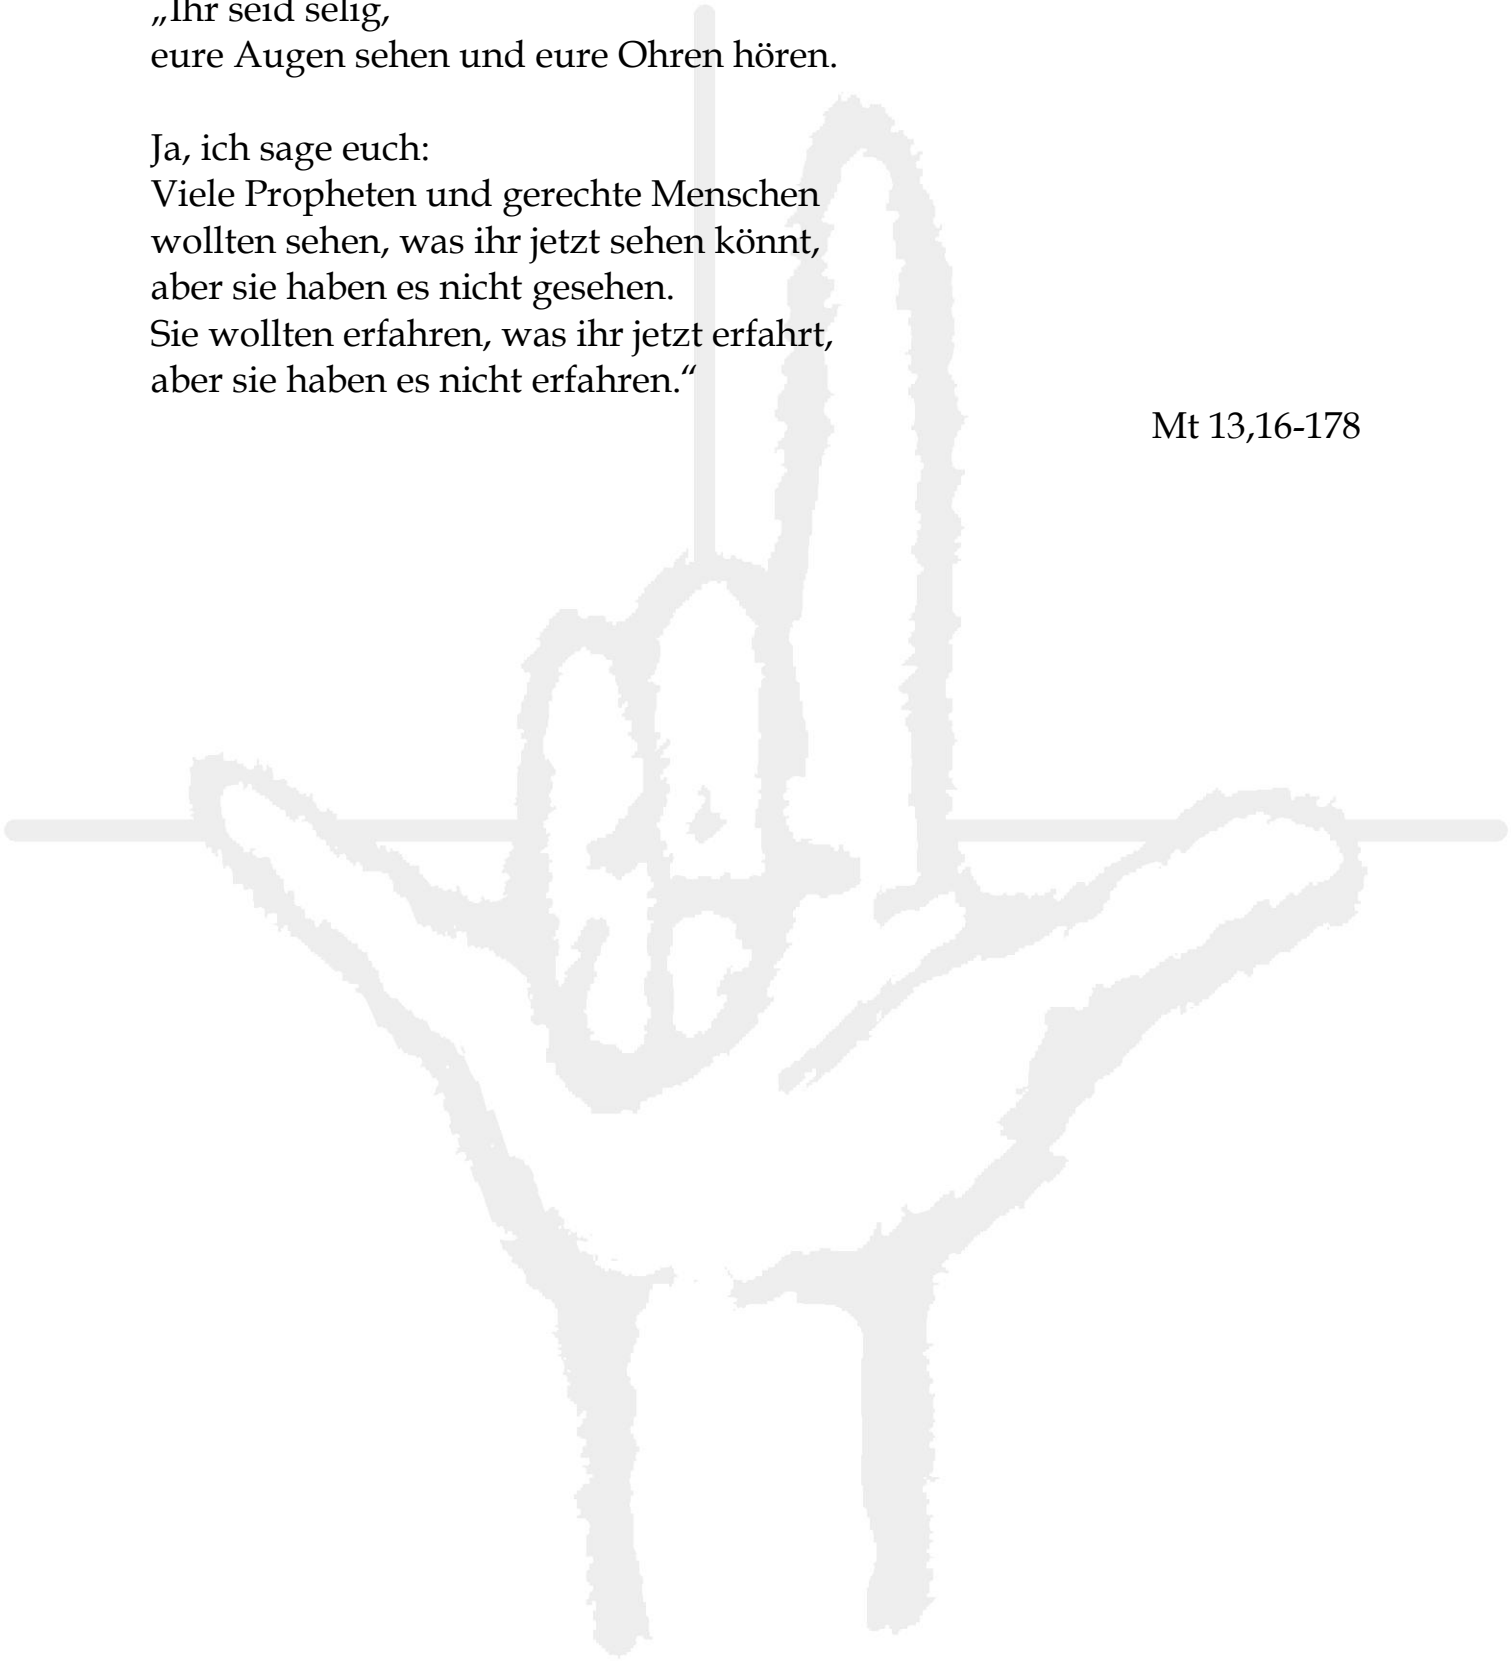 „Ihr seid selig,
eure Augen sehen und eure Ohren hören.
Ja, ich sage euch:
Viele Propheten und gerechte Menschen
wollten sehen, was ihr jetzt sehen könnt,
aber sie haben es nicht gesehen.
Sie wollten erfahren, was ihr jetzt erfahrt,
aber sie haben es nicht erfahren.“
Mt 13,16-178